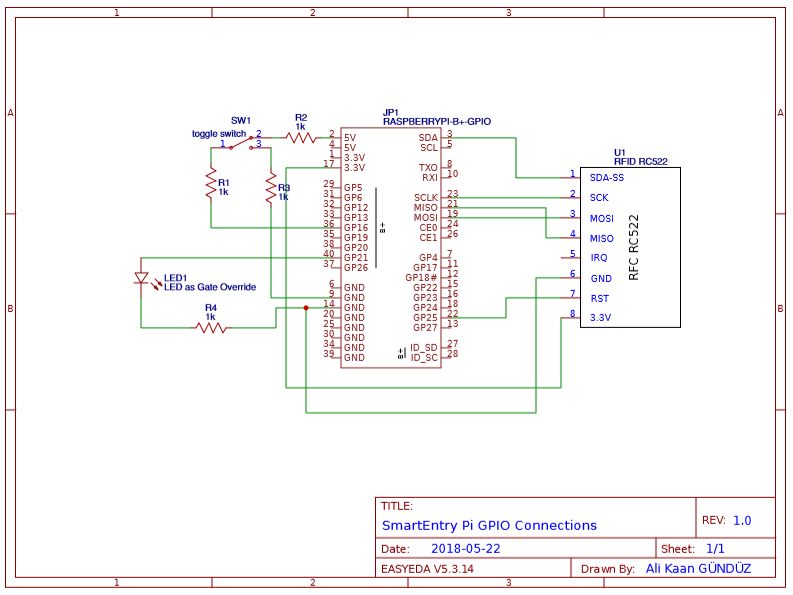 1 2 3
A A
B B
SW1
toggle switch
1
2
3
R2
1k
R1
1k
R3
1k
LED1
LED as Gate Override
R4
1k
JP1
RASPBERRYPI-B+-GPIO
2 5V
4 5V
1 3.3V
17 3.3V
29 GP5
31 GP6
32 GP12
33 GP13
36 GP16
35 GP19
38 GP20
40 GP21
37 GP26
6 GND
9 GND
14 GND
20 GND
25 GND
30 GND
34 GND
39 GND
B+
B+
SDA 3
SCL 5
TXO 8
RXI 10
SCLK 23
MISO 21
MOSI 19
CE0 24
CE1 26
GP4 7
GP17 11
GP18# 12
GP22 15
GP23 16
GP24 18
GP25 22
GP27 13
ID_SD 27
ID_SC 28
U1
RFID RC522
1 SDA-SS
2 SCK
3 MOSI
4 MISO
5 IRQ
6 GND
7 RST
8 3.3V
RFC RC522
TITLE:
SmartEntry Pi GPIO Connections
REV: 1.0
Date: 2018-05-22
Sheet: 1/1
EASYEDA V5.3.14
Drawn By: Ali Kaan GÜNDÜZ
1 2 3